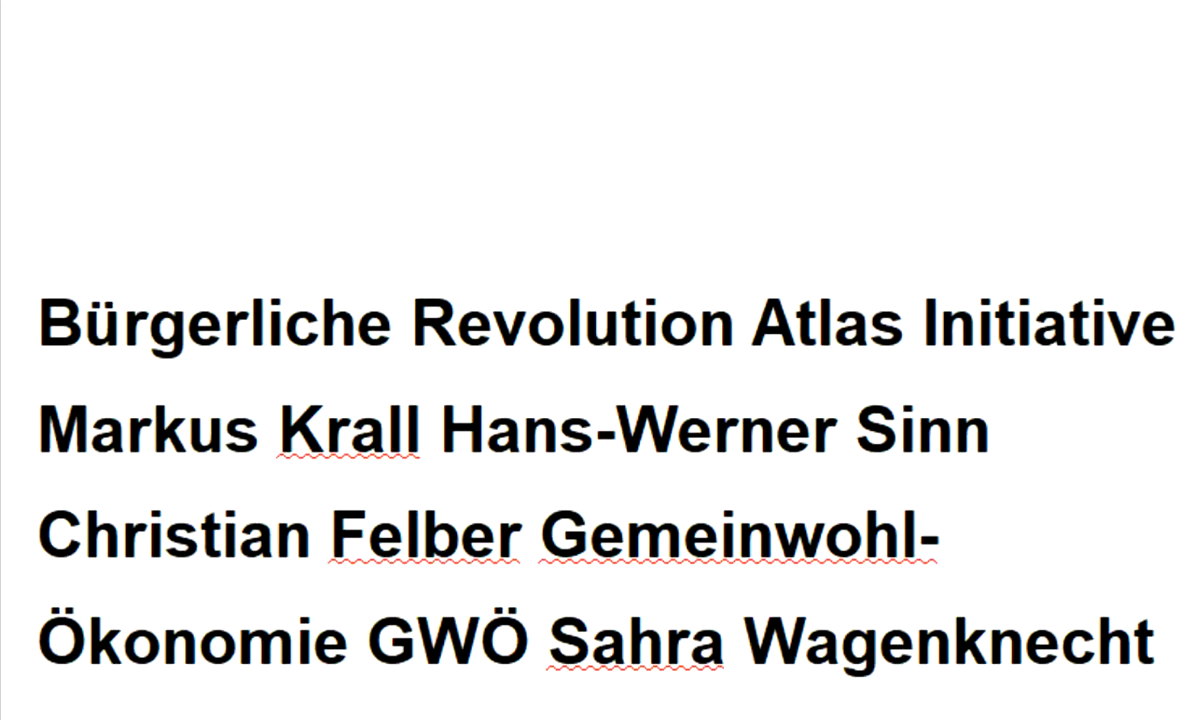 Bürgerliche Revolution Atlas Initiative
Markus Krall Hans-Werner Sinn
Christian Felber Gemeinwohl-
Ökonomie GWÖ Sahra Wagenknecht